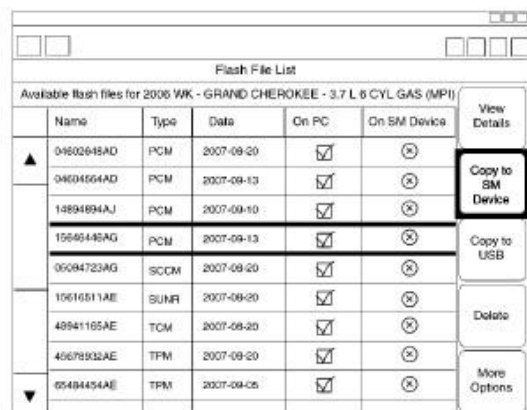 Flash File List
Available flash files for 2006 WK - GRAND CHEROKEE - 3.7 L 6 CYL GAS (MPI)
Name Type Date On PC On SM Device
04602648AD PCM 2007-09-20
04604564AD PCM 2007-09-13
14894894AJ PCM 2007-09-10
15646446AG PCM 2007-09-13
05094723AG SCCM 2007-09-20
15616511AE SUNR 2007-09-20
49941165AE TCM 2007-09-20
45678932AE TPM 2007-09-20
65484454AE TPM 2007-09-05
View
Details
Copy to
SM
Device
Copy to
USB
Delete
More
Options